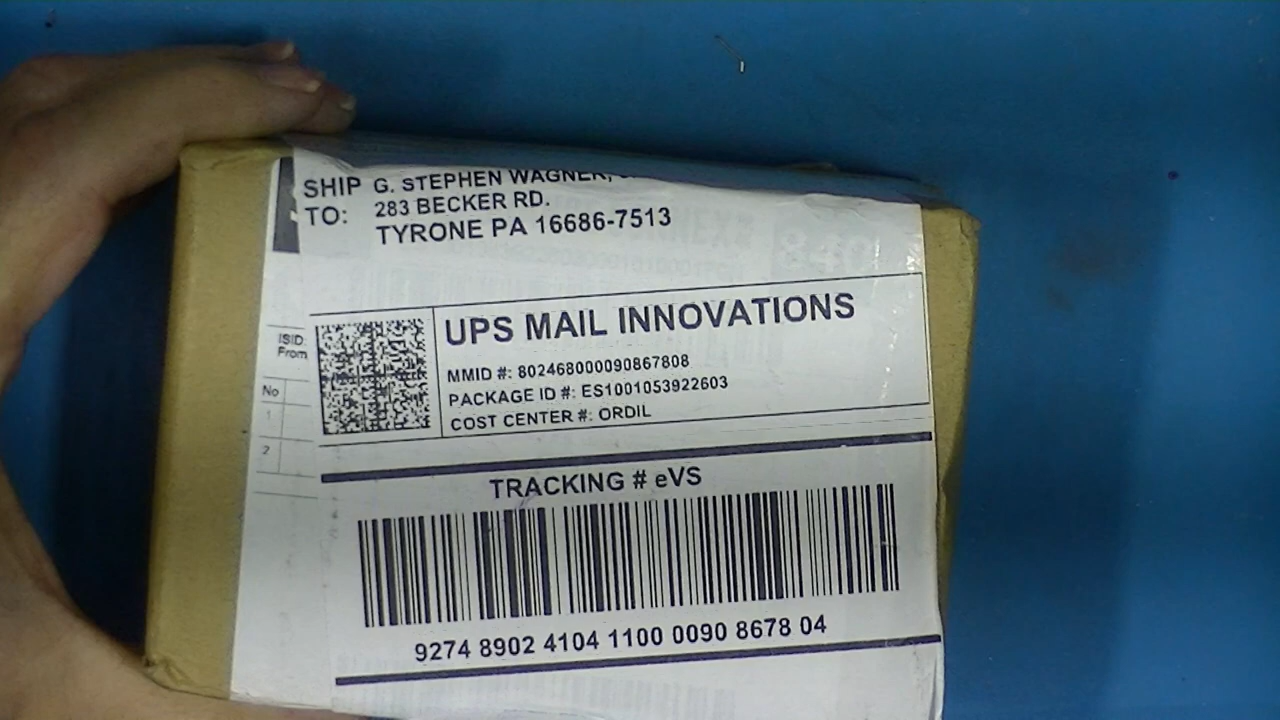 SHIP G. STEPHEN WAGNER,
TO: 283 BECKER RD.
TYRONE PA 16686-7513
UPS MAIL INNOVATIONS
MMID #: 802468000090867808
PACKAGE ID #: ES1001053922603
COST CENTER #: ORDIL
ISID:
From
No
1
2
TRACKING # eVS
9274 8902 4104 1100 0090 8678 04